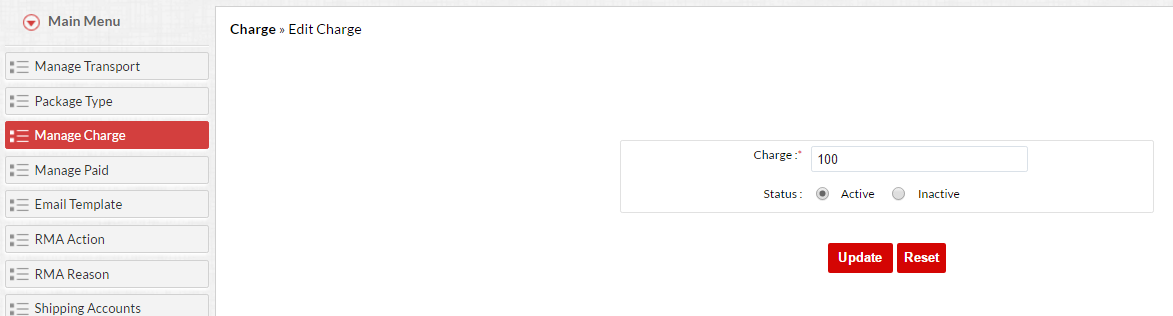 Main Menu
Manage Transport
Package Type
Manage Charge
Manage Paid
Email Template
RMA Action
RMA Reason
Shipping Accounts
Charge » Edit Charge
Charge :* 100
Status : Active Inactive
Update Reset